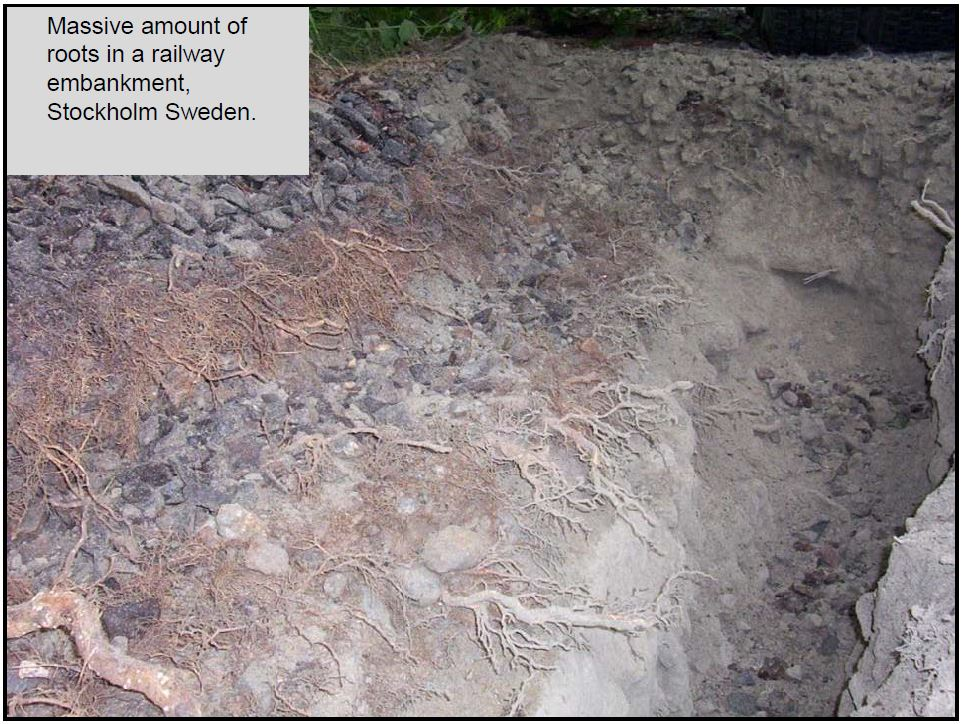 Massive amount of
roots in a railway
embankment,
Stockholm Sweden.